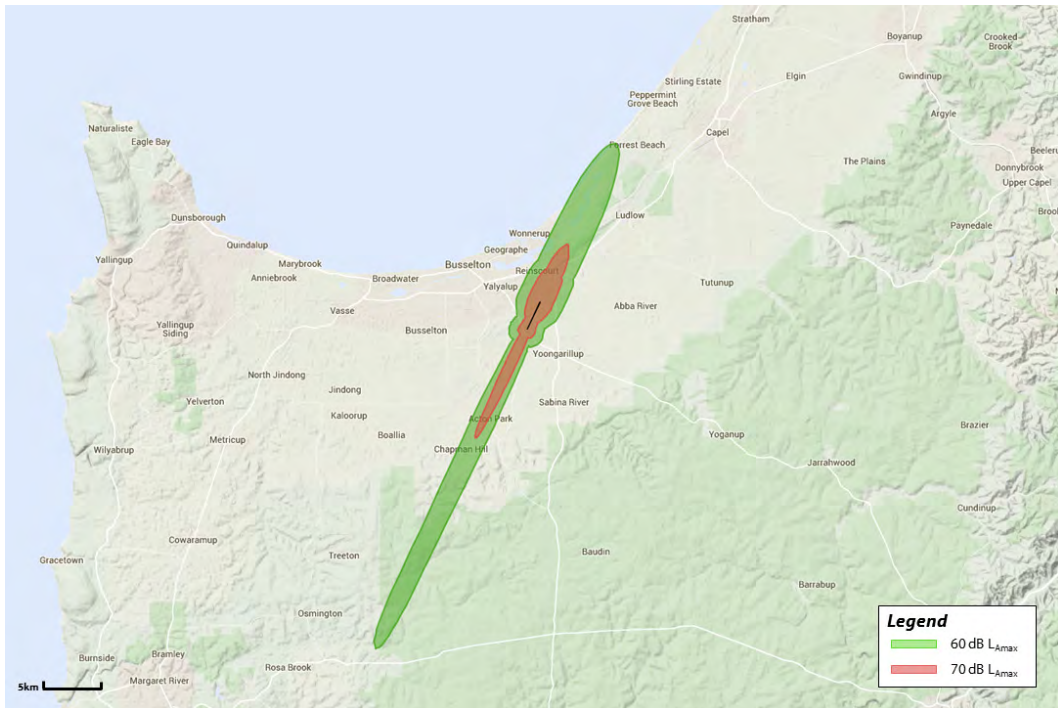 Stratham
Boyanup
Crooked
Brook
Elgin
Gwindinup
Stirling Estate
Peppermint
Grove Beach
Argyle
Naturaliste
Capel
Eagle Bay
Forrest Beach
The Plains
Donnybrook
Upper Capel
Dunsborough
Ludlow
Paynedale
Wonnerup
Quindalup
Geographe
Yallingup
Marybrook
Busselton
Reinscourt
Anniebrook
Broadwater
Yalyalup
Tutunup
Vasse
Abba River
Yallingup
Siding
Busselton
Yoongarillup
North Jindong
Jindong
Yelverton
Sabina River
Kaloorup
Acton Park
Metricup
Boallia
Yoganup
Brazier
Wilyabrup
Chapman Hill
Jarrahwood
Cundinup
Cowaramup
Treeton
Baudin
Gracetown
Barrabup
Osmington
Legend
60 dB LAmax
70 dB LAmax
Burnside
Bramley
Rosa Brook
Margaret River
5km